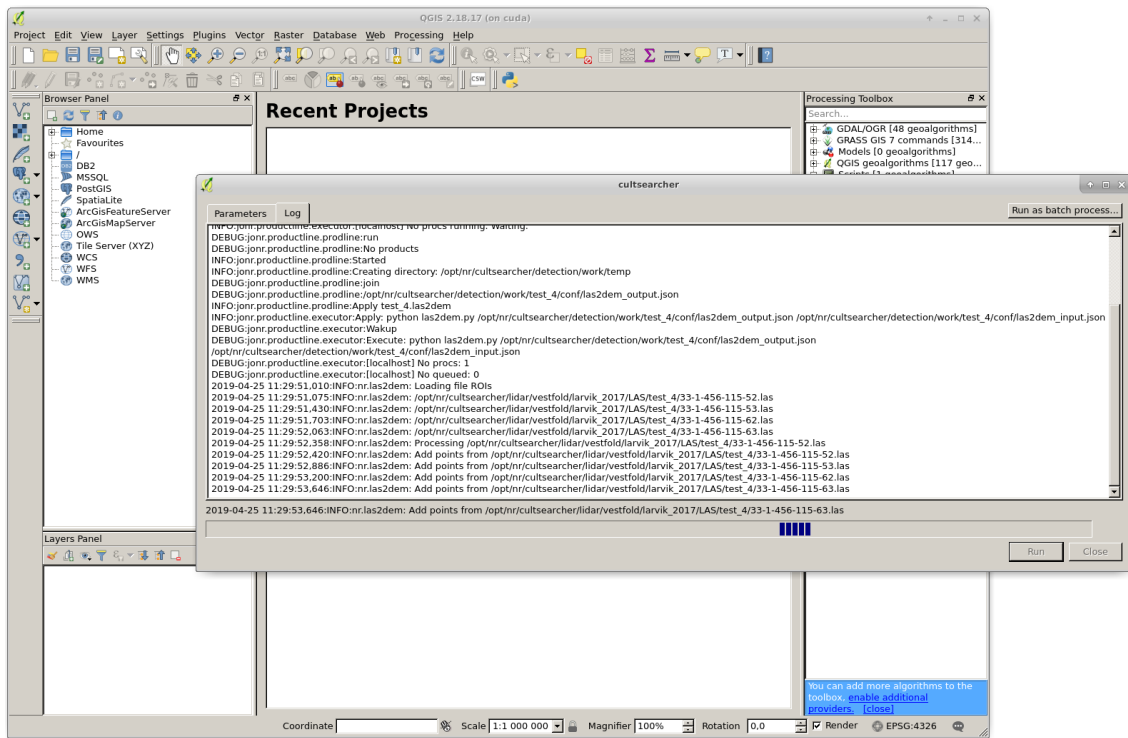 QGIS 2.18.17 (on cuda)
Project Edit View Layer Settings Plugins Vector Raster Database Web Processing Help
Browser Panel
Home
Favourites
/
DB2
MSSQL
PostGIS
SpatiaLite
ArcGisFeatureServer
ArcGisMapServer
OWS
Tile Server (XYZ)
WCS
WFS
WMS
Recent Projects
Processing Toolbox
Search...
GDAL/OGR [48 geoalgorithms]
GRASS GIS 7 commands [314...
Models [0 geoalgorithms]
QGIS geoalgorithms [117 geo...
Scripts [1 geoalgorithms]
cultsearcher
Parameters Log
Run as batch process...
INFO:jonr.productline.executor:[localhost] No procs running. Waiting.
DEBUG:jonr.productline.prodline:run
DEBUG:jonr.productline.prodline:No products
INFO:jonr.productline.prodline:Started
INFO:jonr.productline.prodline:Creating directory: /opt/nr/cultsearcher/detection/work/temp
DEBUG:jonr.productline.prodline:join
DEBUG:jonr.productline.prodline:/opt/nr/cultsearcher/detection/work/test_4/conf/las2dem_output.json
INFO:jonr.productline.prodline:Apply test_4.las2dem
INFO:jonr.productline.executor:Apply: python las2dem.py /opt/nr/cultsearcher/detection/work/test_4/conf/las2dem_output.json /opt/nr/cultsearcher/detection/work/test_4/conf/las2dem_input.json
DEBUG:jonr.productline.executor:Wakup
DEBUG:jonr.productline.executor:Execute: python las2dem.py /opt/nr/cultsearcher/detection/work/test_4/conf/las2dem_output.json
/opt/nr/cultsearcher/detection/work/test_4/conf/las2dem_input.json
DEBUG:jonr.productline.executor:[localhost] No procs: 1
DEBUG:jonr.productline.executor:[localhost] No queued: 0
2019-04-25 11:29:51,010:INFO:nr.las2dem: Loading file ROIs
2019-04-25 11:29:51,075:INFO:nr.las2dem: /opt/nr/cultsearcher/lidar/vestfold/larvik_2017/LAS/test_4/33-1-456-115-52.las
2019-04-25 11:29:51,430:INFO:nr.las2dem: /opt/nr/cultsearcher/lidar/vestfold/larvik_2017/LAS/test_4/33-1-456-115-53.las
2019-04-25 11:29:51,703:INFO:nr.las2dem: /opt/nr/cultsearcher/lidar/vestfold/larvik_2017/LAS/test_4/33-1-456-115-62.las
2019-04-25 11:29:52,063:INFO:nr.las2dem: /opt/nr/cultsearcher/lidar/vestfold/larvik_2017/LAS/test_4/33-1-456-115-63.las
2019-04-25 11:29:52,358:INFO:nr.las2dem: Processing /opt/nr/cultsearcher/lidar/vestfold/larvik_2017/LAS/test_4/33-1-456-115-52.las
2019-04-25 11:29:52,420:INFO:nr.las2dem: Add points from /opt/nr/cultsearcher/lidar/vestfold/larvik_2017/LAS/test_4/33-1-456-115-52.las
2019-04-25 11:29:52,886:INFO:nr.las2dem: Add points from /opt/nr/cultsearcher/lidar/vestfold/larvik_2017/LAS/test_4/33-1-456-115-53.las
2019-04-25 11:29:53,200:INFO:nr.las2dem: Add points from /opt/nr/cultsearcher/lidar/vestfold/larvik_2017/LAS/test_4/33-1-456-115-62.las
2019-04-25 11:29:53,646:INFO:nr.las2dem: Add points from /opt/nr/cultsearcher/lidar/vestfold/larvik_2017/LAS/test_4/33-1-456-115-63.las
2019-04-25 11:29:53,646:INFO:nr.las2dem: Add points from /opt/nr/cultsearcher/lidar/vestfold/larvik_2017/LAS/test_4/33-1-456-115-63.las
Run Close
Layers Panel
You can add more algorithms to the
toolbox, enable additional
providers. [close]
Coordinate Scale 1:1 000 000 Magnifier 100% Rotation 0,0 Render EPSG:4326